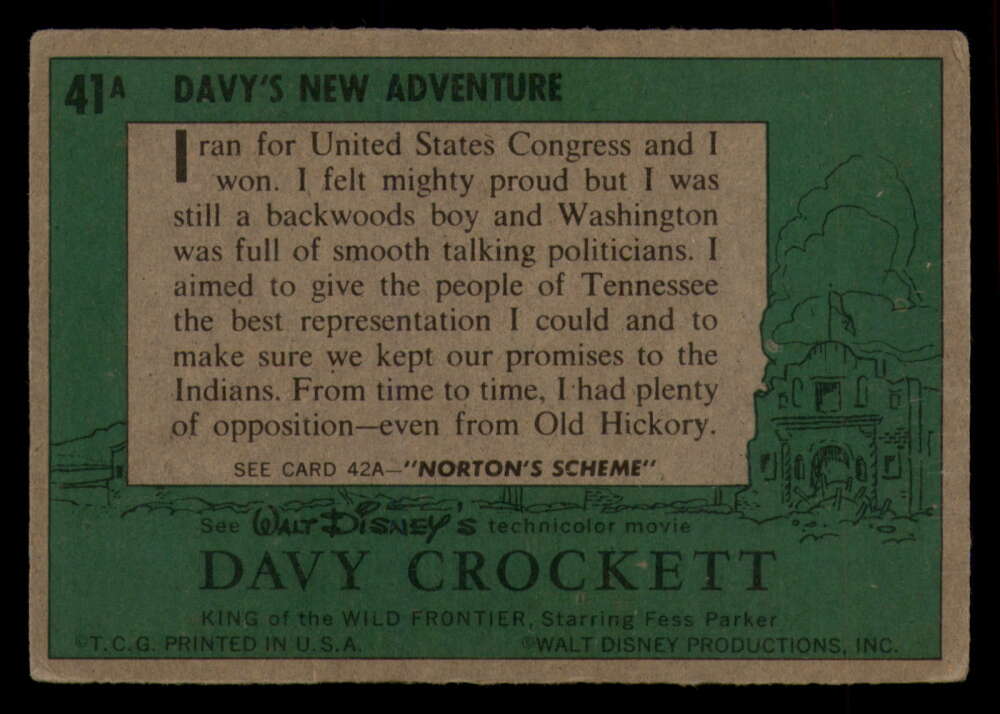 41A DAVY'S NEW ADVENTURE
I ran for United States Congress and I
won. I felt mighty proud but I was
still a backwoods boy and Washington
was full of smooth talking politicians. I
aimed to give the people of Tennessee
the best representation I could and to
make sure we kept our promises to the
Indians. From time to time, I had plenty
of opposition—even from Old Hickory.
SEE CARD 42A—"NORTON'S SCHEME"
See WALT DISNEY'S technicolor movie
DAVY CROCKETT
KING of the WILD FRONTIER, Starring Fess Parker
©T.C.G. PRINTED IN U.S.A. ©WALT DISNEY PRODUCTIONS, INC.